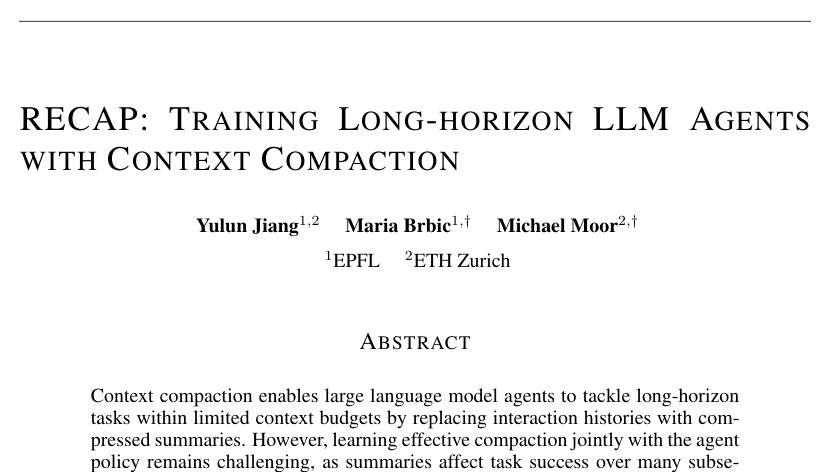 RECAP: TRAINING LONG-HORIZON LLM AGENTS
WITH CONTEXT COMPACTION
Yulun Jiang1,2 Maria Brbic1,† Michael Moor2,†
1EPFL 2ETH Zurich
ABSTRACT
Context compaction enables large language model agents to tackle long-horizon
tasks within limited context budgets by replacing interaction histories with com-
pressed summaries. However, learning effective compaction jointly with the agent
policy remains challenging, as summaries affect task success over many subse-